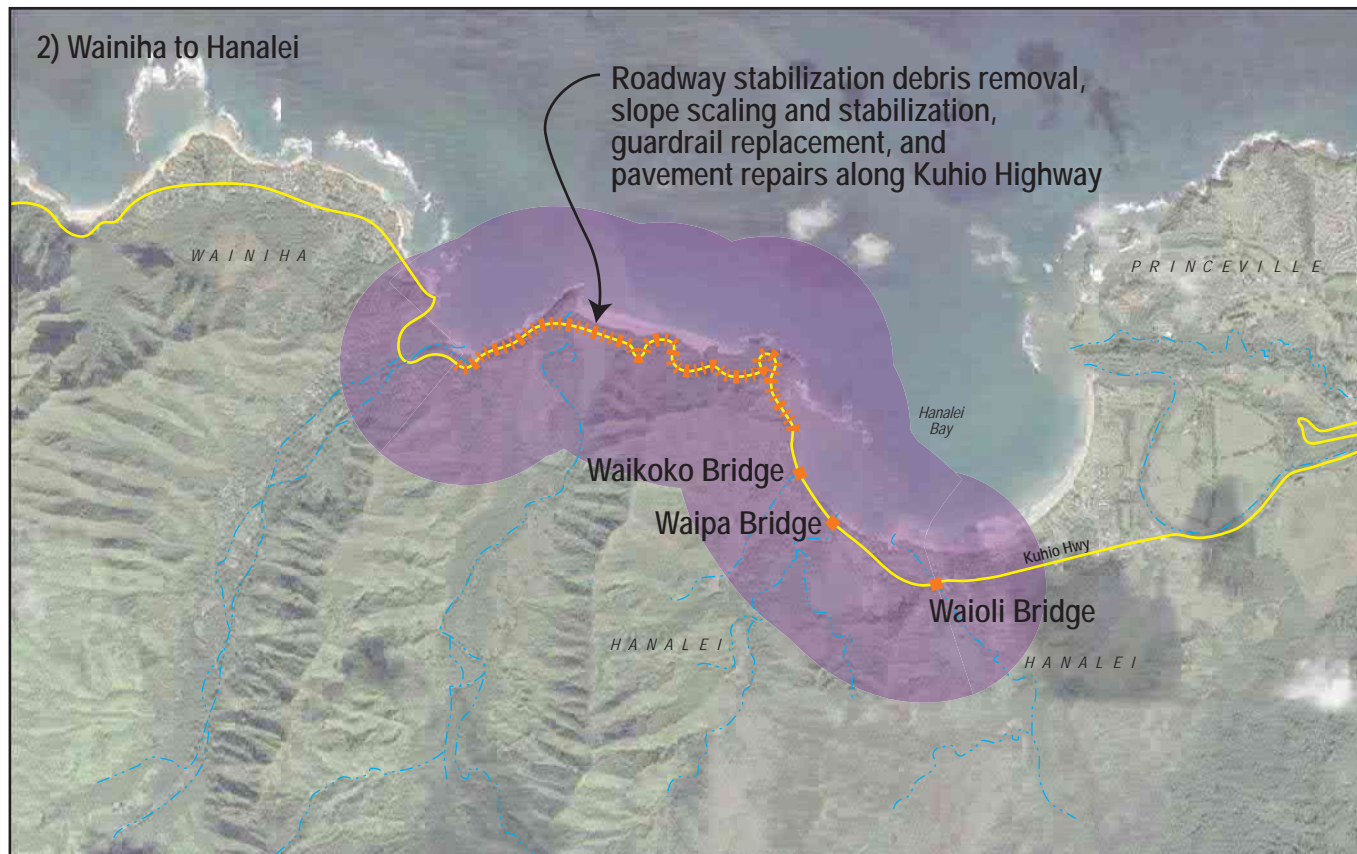 2) Wainiha to Hanalei
Roadway stabilization debris removal,
slope scaling and stabilization,
guardrail replacement, and
pavement repairs along Kuhio Highway
WAINIHA
PRINCEVILLE
Hanalei
Bay
Waikoko Bridge
Waipa Bridge
Kuhio Hwy
Waioli Bridge
HANALEI
HANALEI